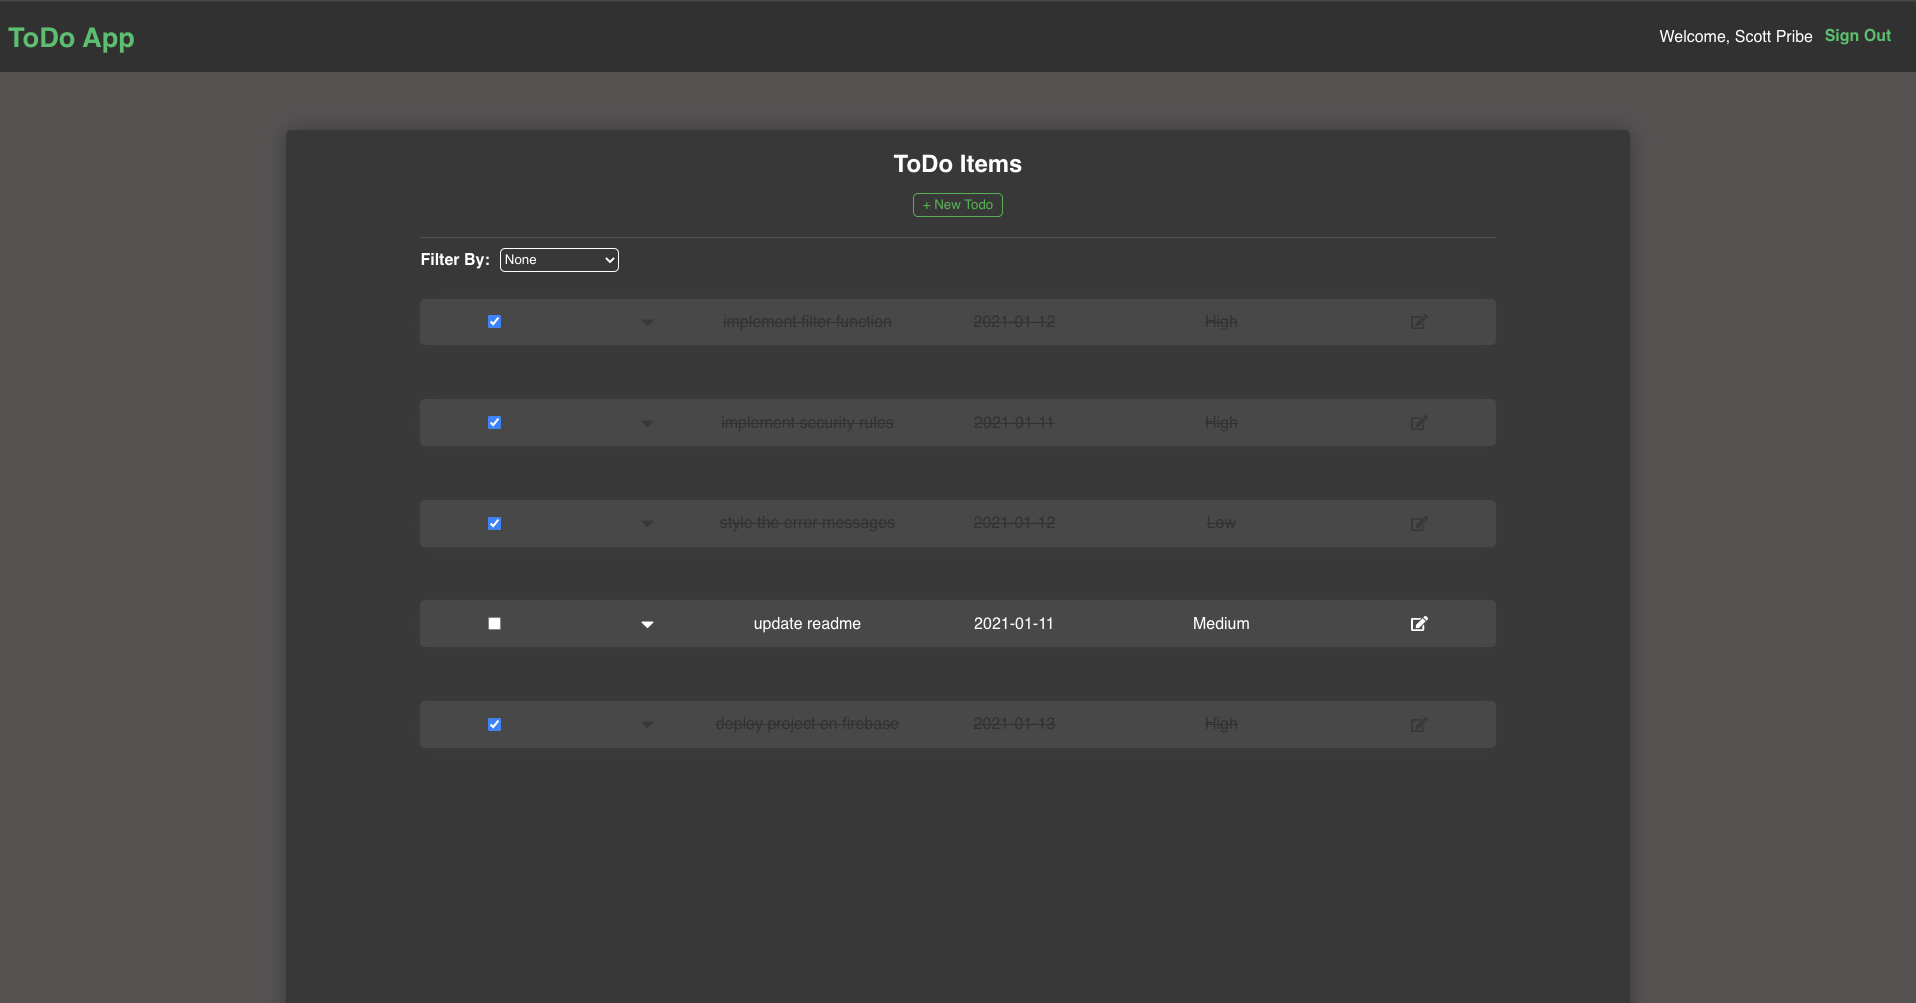 ToDo App
Welcome, Scott Pribe Sign Out
ToDo Items
+ New Todo
Filter By: None
implement filter function 2021-01-12 High
implement security rules 2021-01-11 High
style the error messages 2021-01-12 Low
update readme 2021-01-11 Medium
deploy project on firebase 2021-01-13 High